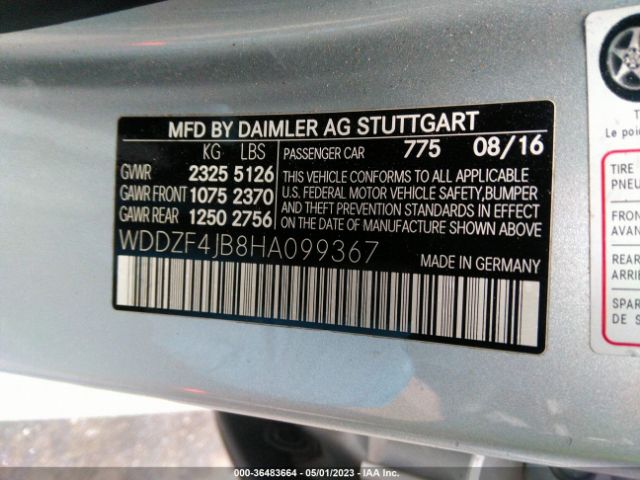 MFD BY DAIMLER AG STUTTGART
KG LBS
GVWR 2325 5126
GAWR FRONT 1075 2370
GAWR REAR 1250 2756
PASSENGER CAR 775 08/16
THIS VEHICLE CONFORMS TO ALL APPLICABLE
U.S. FEDERAL MOTOR VEHICLE SAFETY, BUMPER
AND THEFT PREVENTION STANDARDS IN EFFECT
ON THE DATE OF MANUFACTURE SHOWN ABOVE.
WDDZF4JB8HA099367
MADE IN GERMANY
T
Le poi
TIRE
FRON
AVAN
REAR
ARRIE
SPAR
DE S
000-36483664 - 05/01/2023 - IAA Inc.